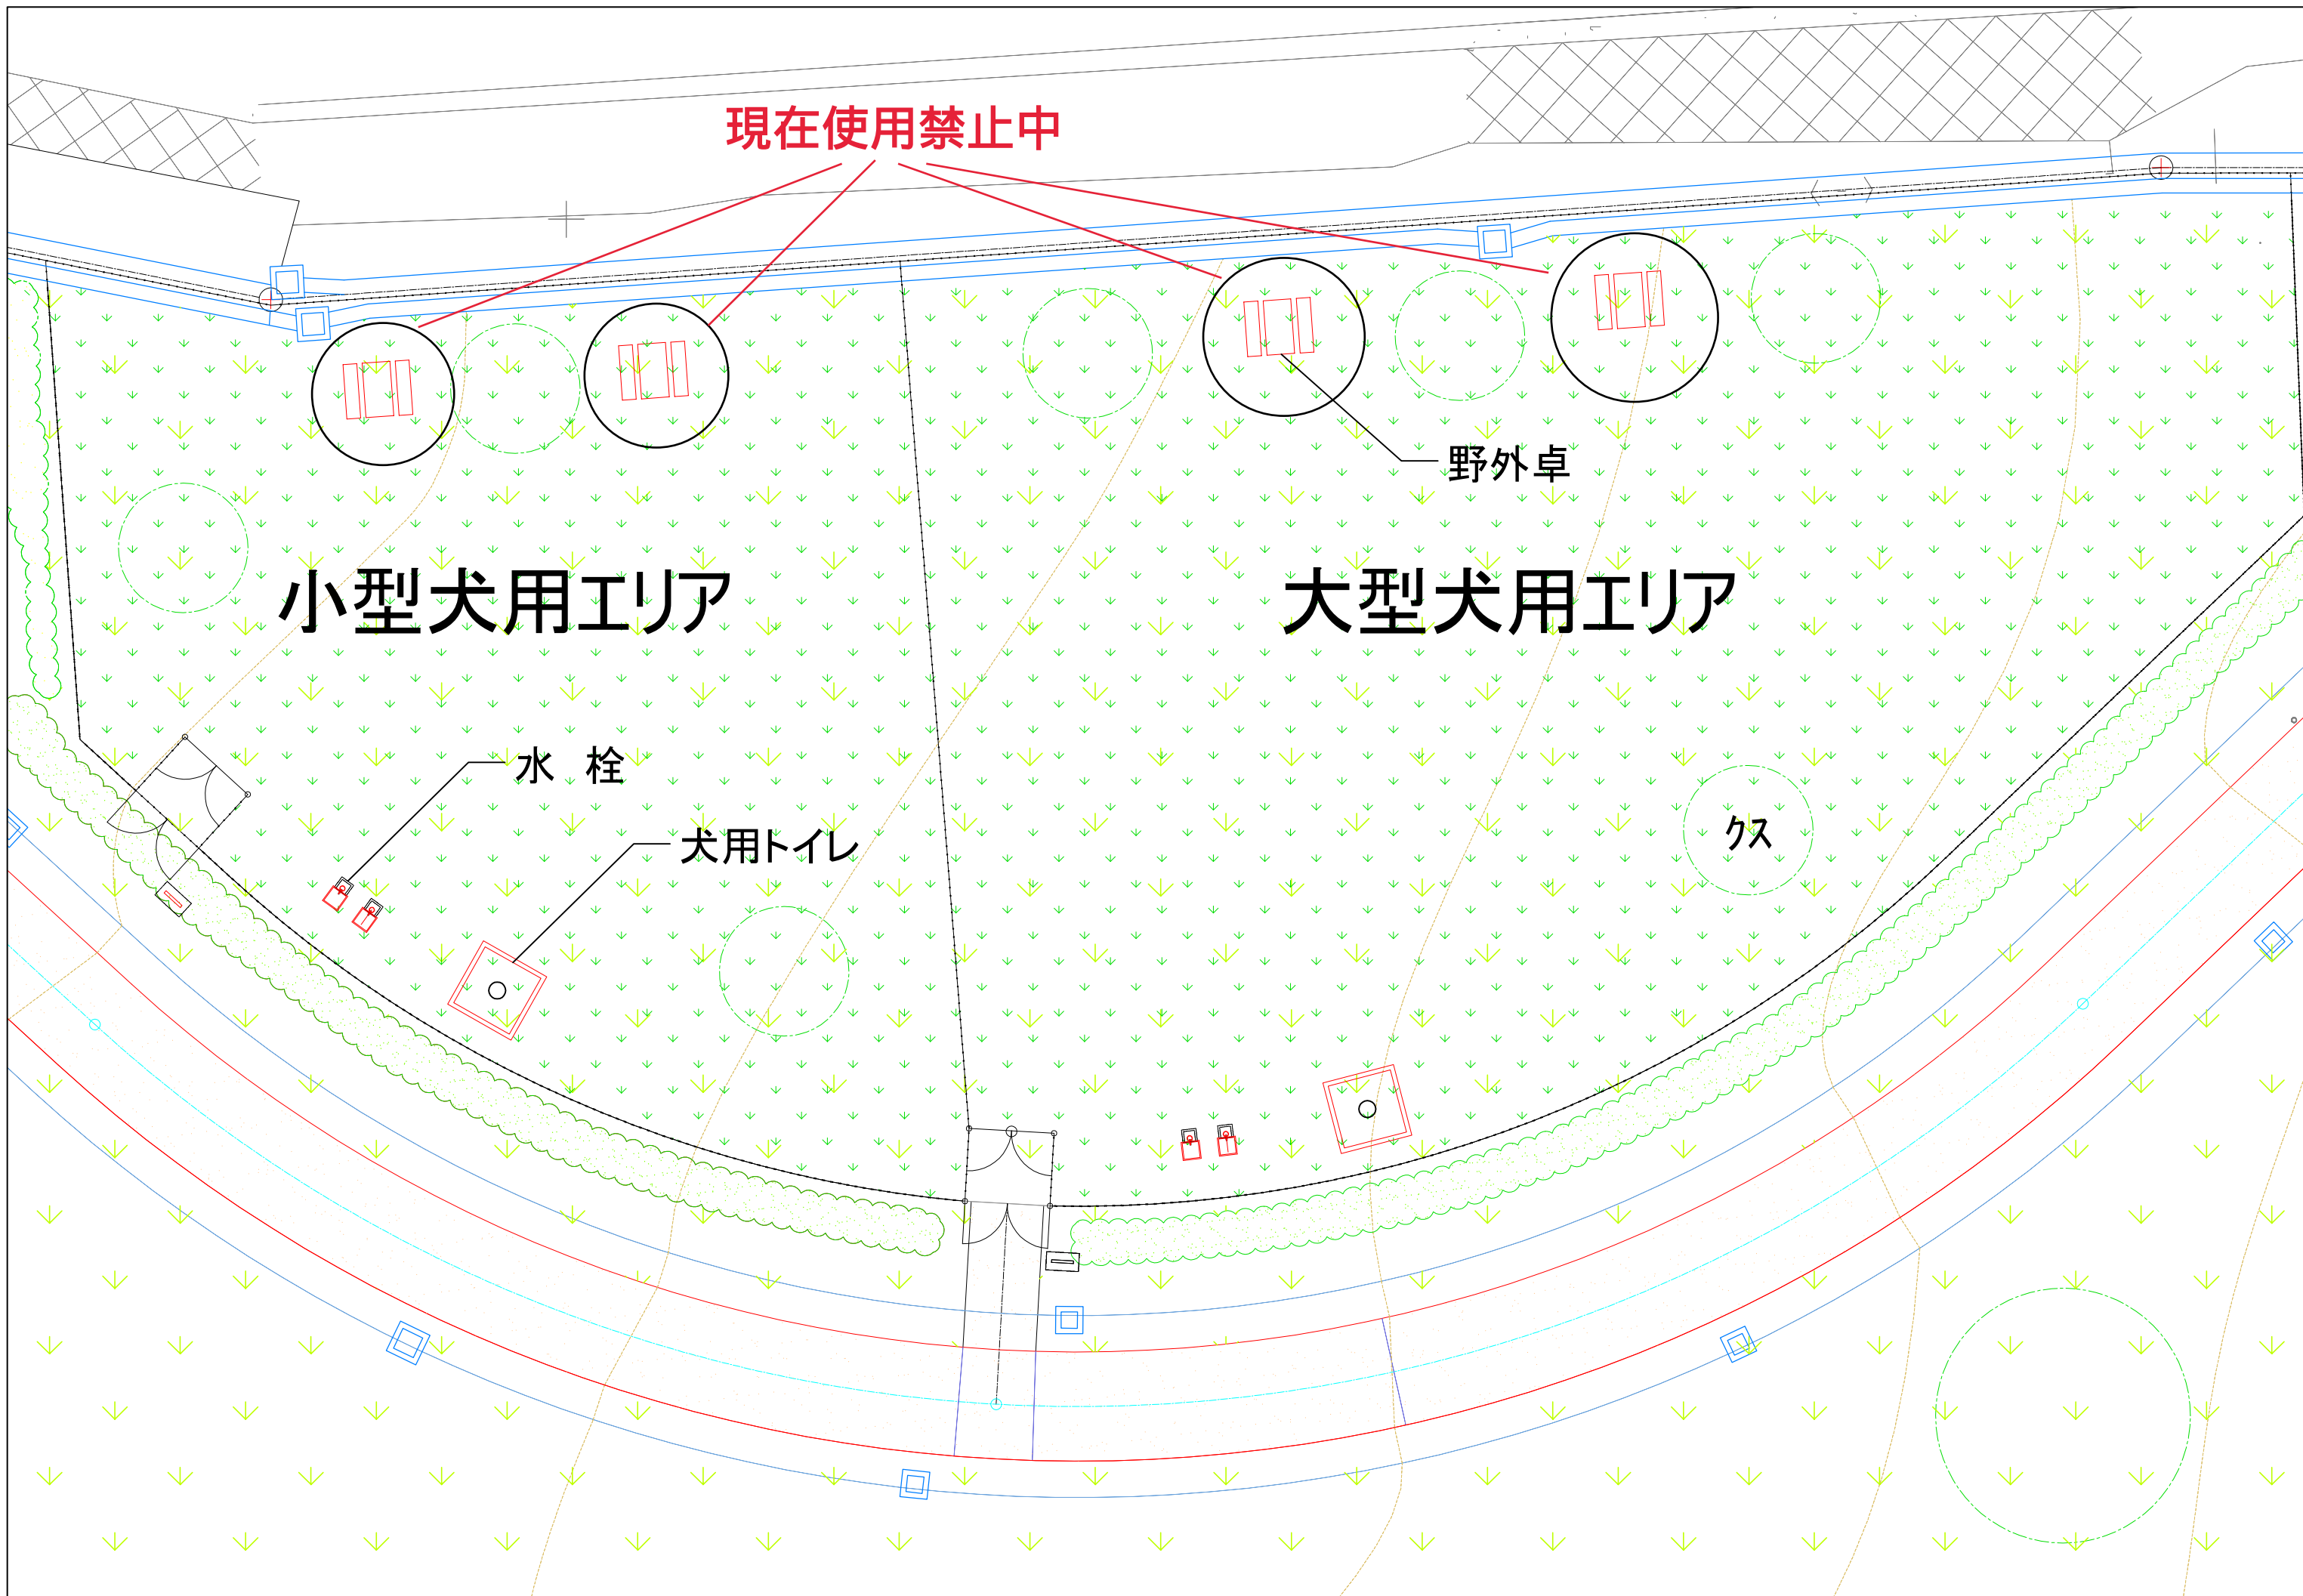 現在使用禁止中
野外卓
小型犬用エリア
大型犬用エリア
水　栓
犬用トイレ
クス